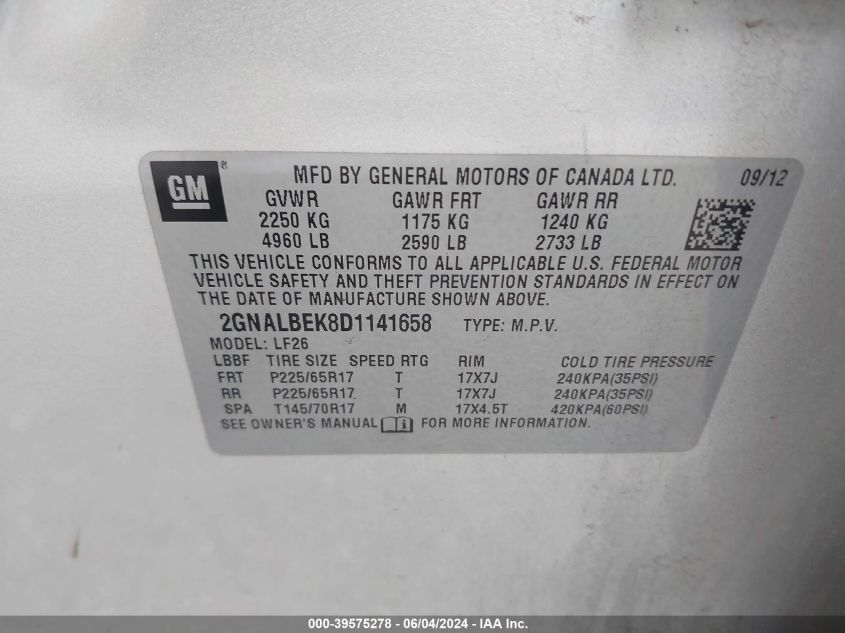 GM® MFD BY GENERAL MOTORS OF CANADA LTD. 09/12
GVWR GAWR FRT GAWR RR
2250 KG 1175 KG 1240 KG
4960 LB 2590 LB 2733 LB
THIS VEHICLE CONFORMS TO ALL APPLICABLE U.S. FEDERAL MOTOR
VEHICLE SAFETY AND THEFT PREVENTION STANDARDS IN EFFECT ON
THE DATE OF MANUFACTURE SHOWN ABOVE.
2GNALBEK8D1141658 TYPE: M.P.V.
MODEL: LF26
LBBF TIRE SIZE SPEED RTG RIM COLD TIRE PRESSURE
FRT P225/65R17 T 17X7J 240KPA(35PSI)
RR P225/65R17 T 17X7J 240KPA(35PSI)
SPA T145/70R17 M 17X4.5T 420KPA(60PSI)
SEE OWNER'S MANUAL FOR MORE INFORMATION.
000-39575278 - 06/04/2024 - IAA Inc.